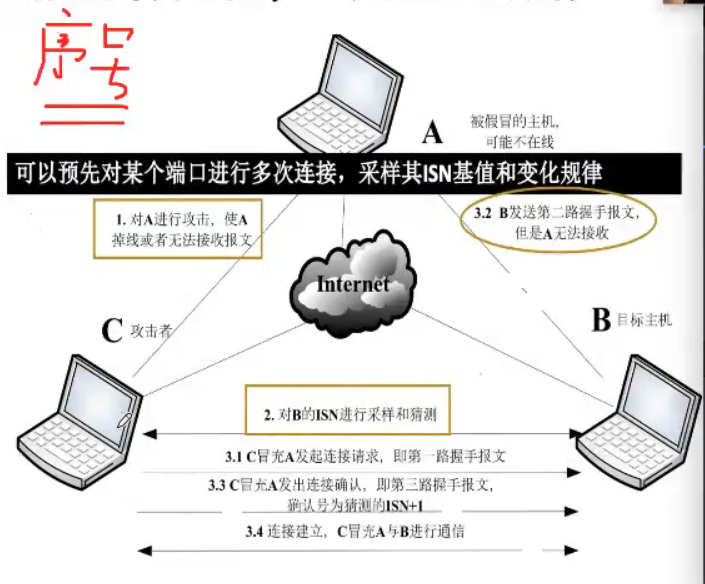 序号
A
被假冒的主机,
可能不在线
可以预先对某个端口进行多次连接，采样其ISN基值和变化规律
1. 对A进行攻击，使A
掉线或者无法接收报文
3.2 B发送第二路握手报文,
但是A无法接收
Internet
C 攻击者
B 目标主机
2. 对B的ISN进行采样和猜测
3.1 C冒充A发起连接请求，即第一路握手报文
3.3 C冒充A发出连接确认，即第三路握手报文,
确认号为猜测的ISN+1
3.4 连接建立，C冒充A与B进行通信